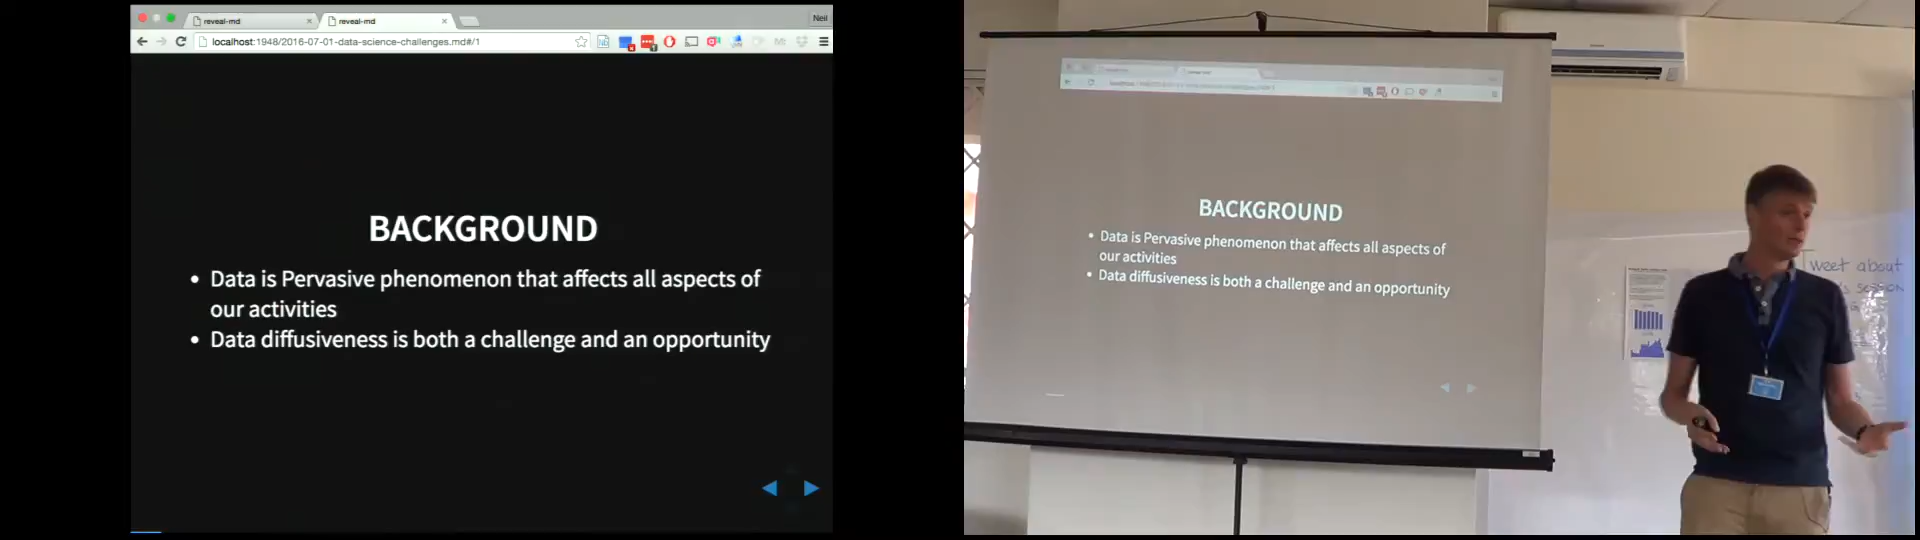 reveal-md
reveal-md
Neil
localhost:1948/2016-07-01-data-science-challenges.md#/1
BACKGROUND
• Data is Pervasive phenomenon that affects all aspects of
our activities
• Data diffusiveness is both a challenge and an opportunity
BACKGROUND
• Data is Pervasive phenomenon that affects all aspects of
our activities
• Data diffusiveness is both a challenge and an opportunity
weet about
session